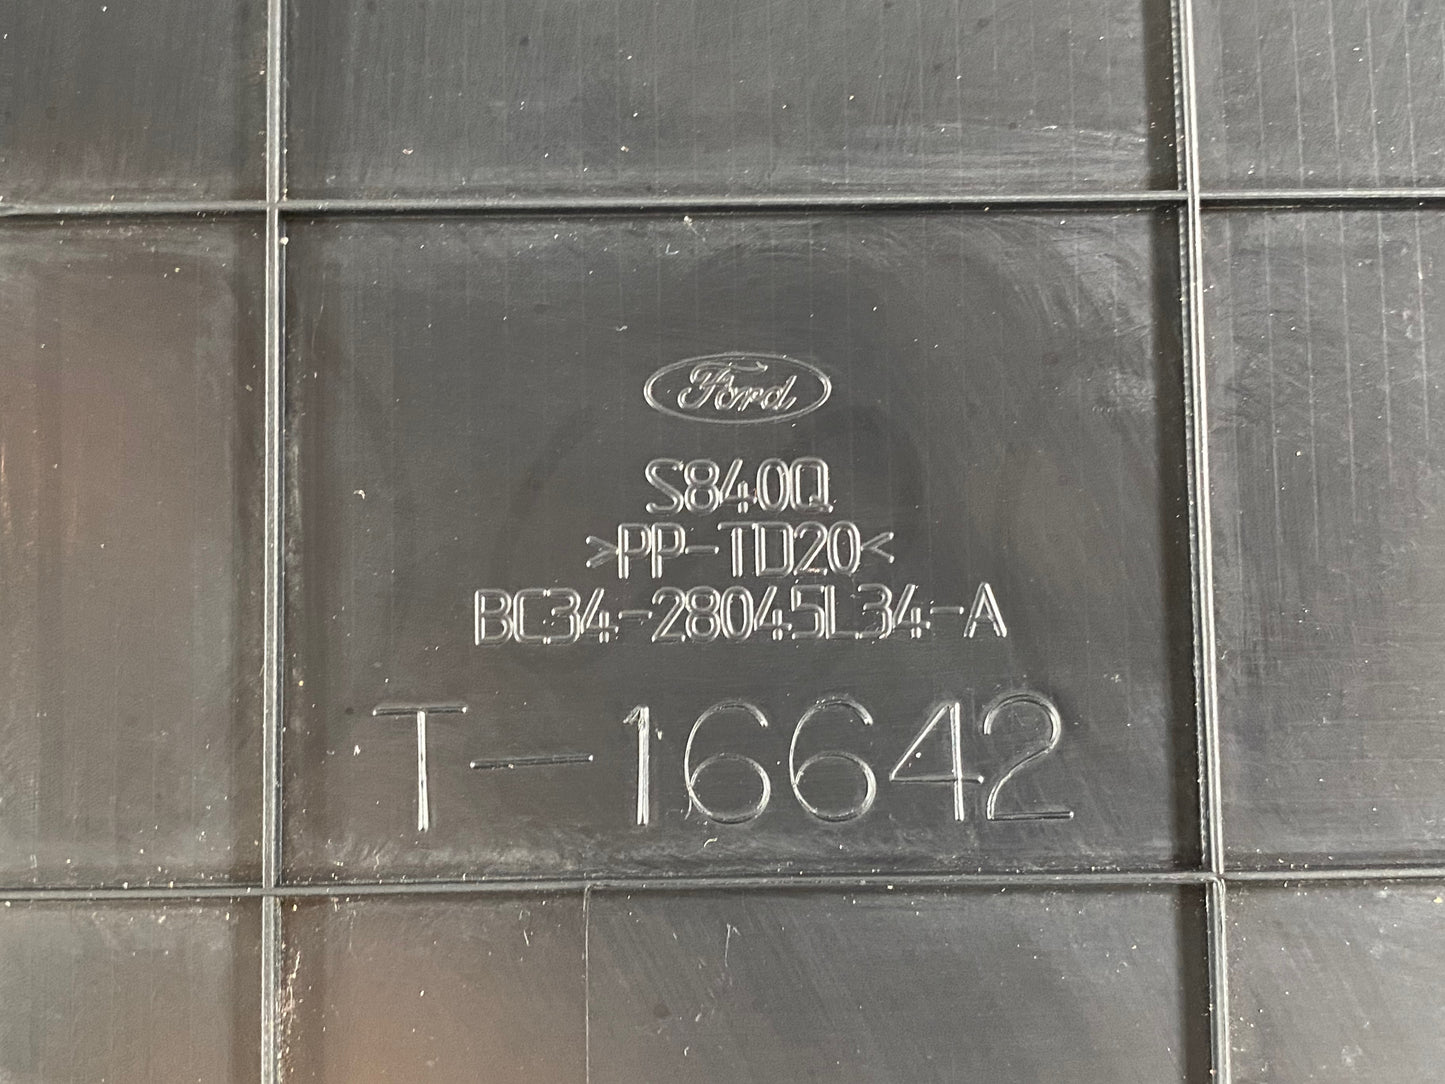 Ford
S840Q
>PP-TD20<
BC34-28045L34-A
T-16642